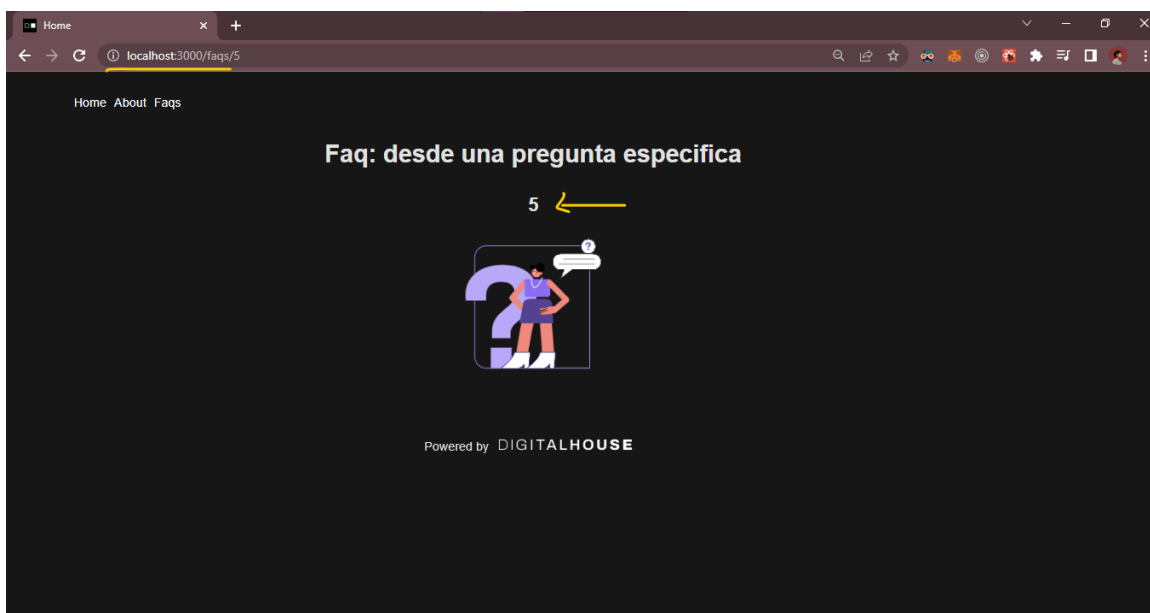 Home
localhost:3000/faqs/5
Home About Faqs
Faq: desde una pregunta especifica
5
?
?
Powered by DIGITALHOUSE